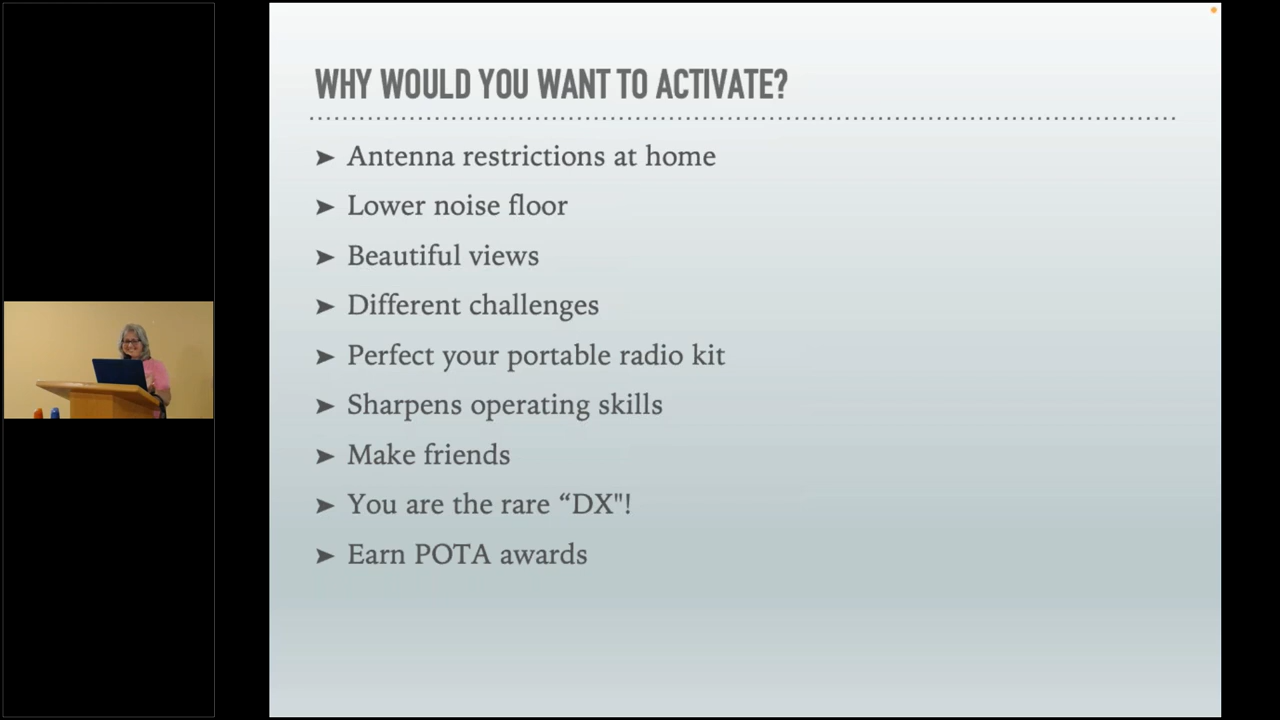 WHY WOULD YOU WANT TO ACTIVATE?
➤ Antenna restrictions at home
➤ Lower noise floor
➤ Beautiful views
➤ Different challenges
➤ Perfect your portable radio kit
➤ Sharpens operating skills
➤ Make friends
➤ You are the rare “DX"!
➤ Earn POTA awards